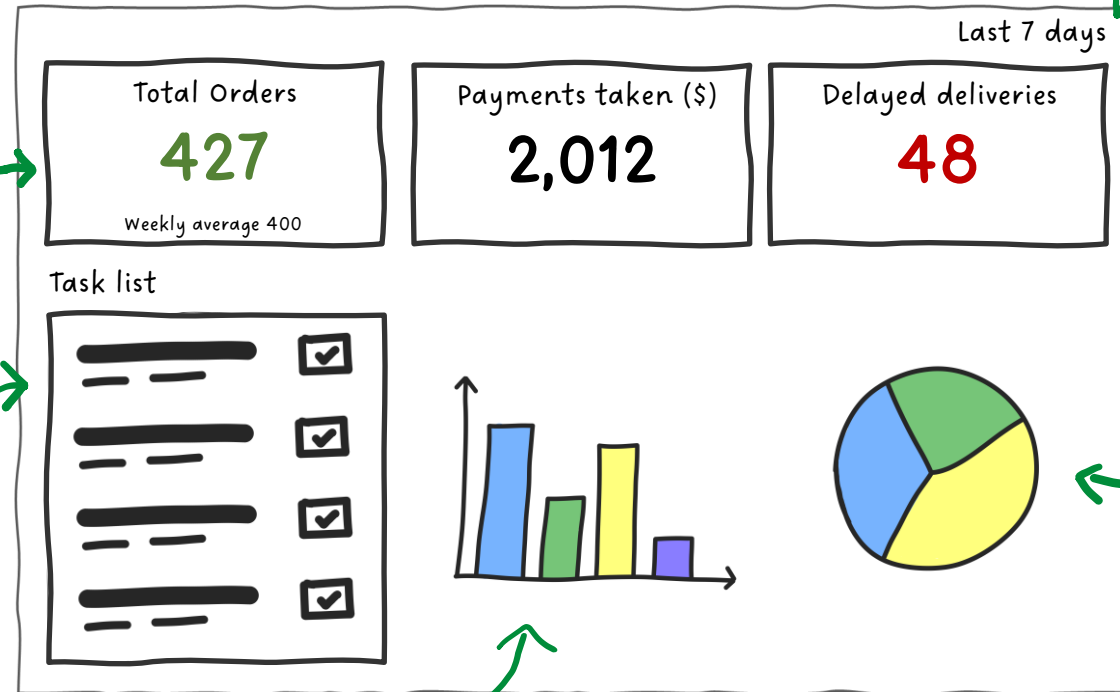 Last 7 days
Total Orders
427
Weekly average 400
Payments taken ($)
2,012
Delayed deliveries
48
Task list